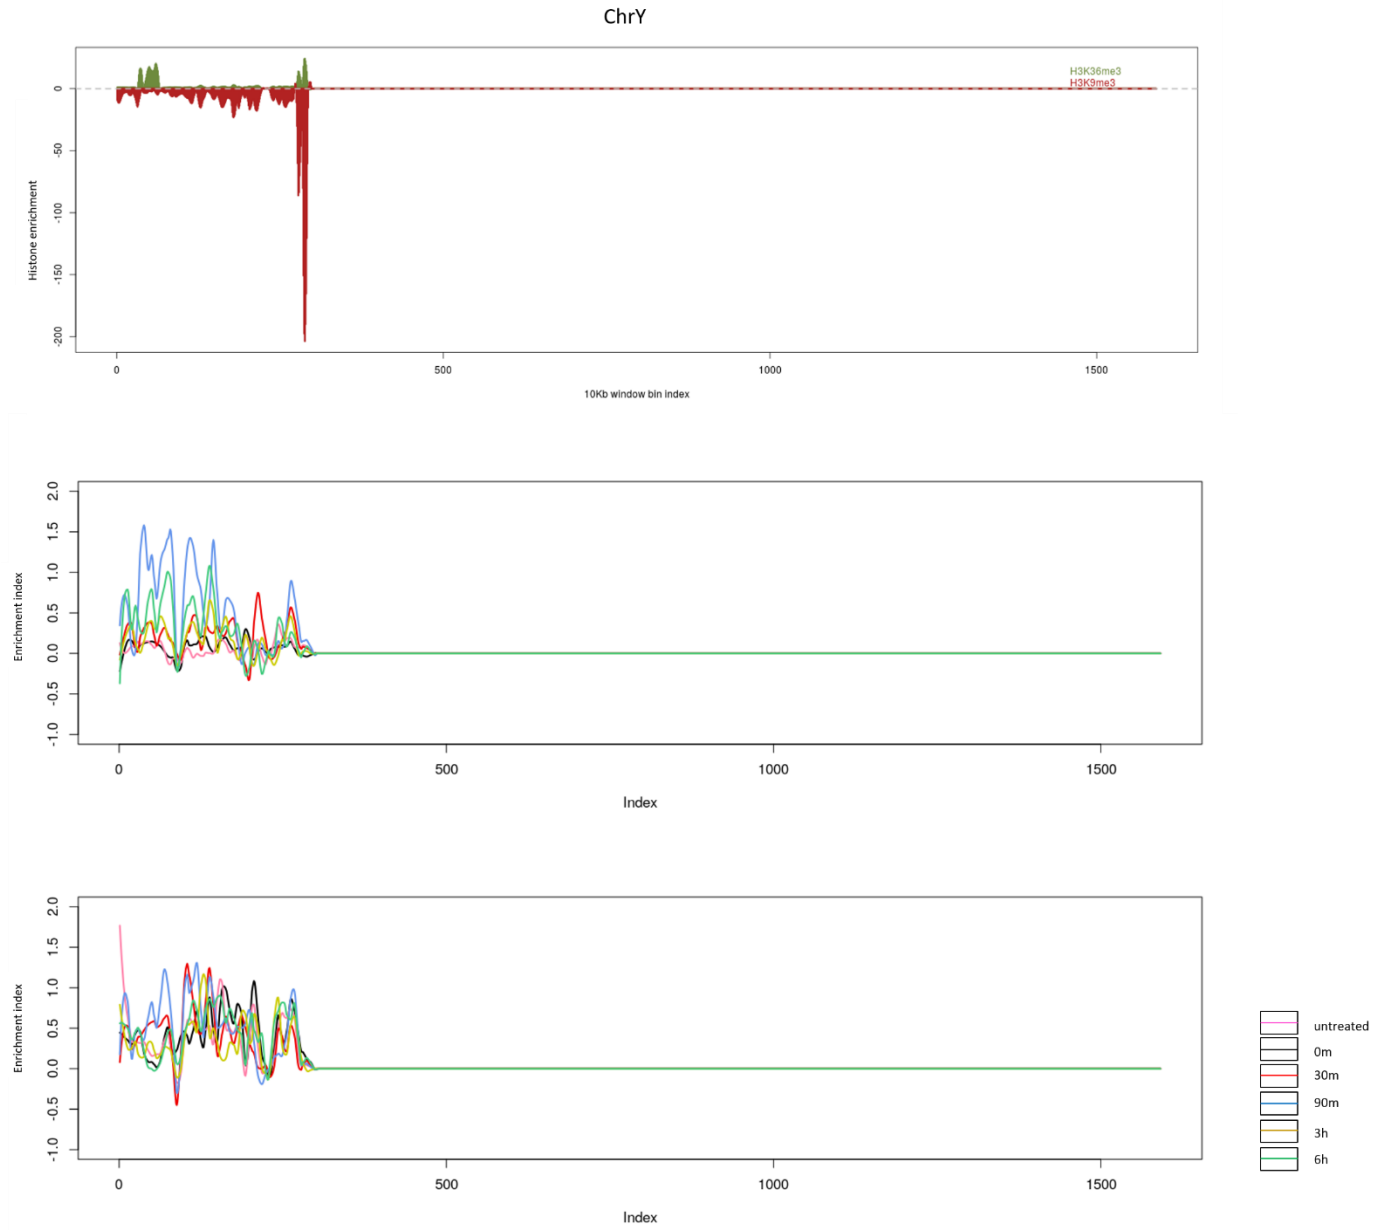 ChrY
H3K36me3
H3K9me3
0
-50
-100
-150
-200
Histone enrichment
0 500 1000 1500
10Kb window bin index
2.0
1.5
1.0
0.5
0.0
-0.5
-1.0
Enrichment index
0 500 1000 1500
Index
2.0
1.5
1.0
0.5
0.0
-0.5
-1.0
Enrichment index
0 500 1000 1500
Index
untreated
0m
30m
90m
3h
6h